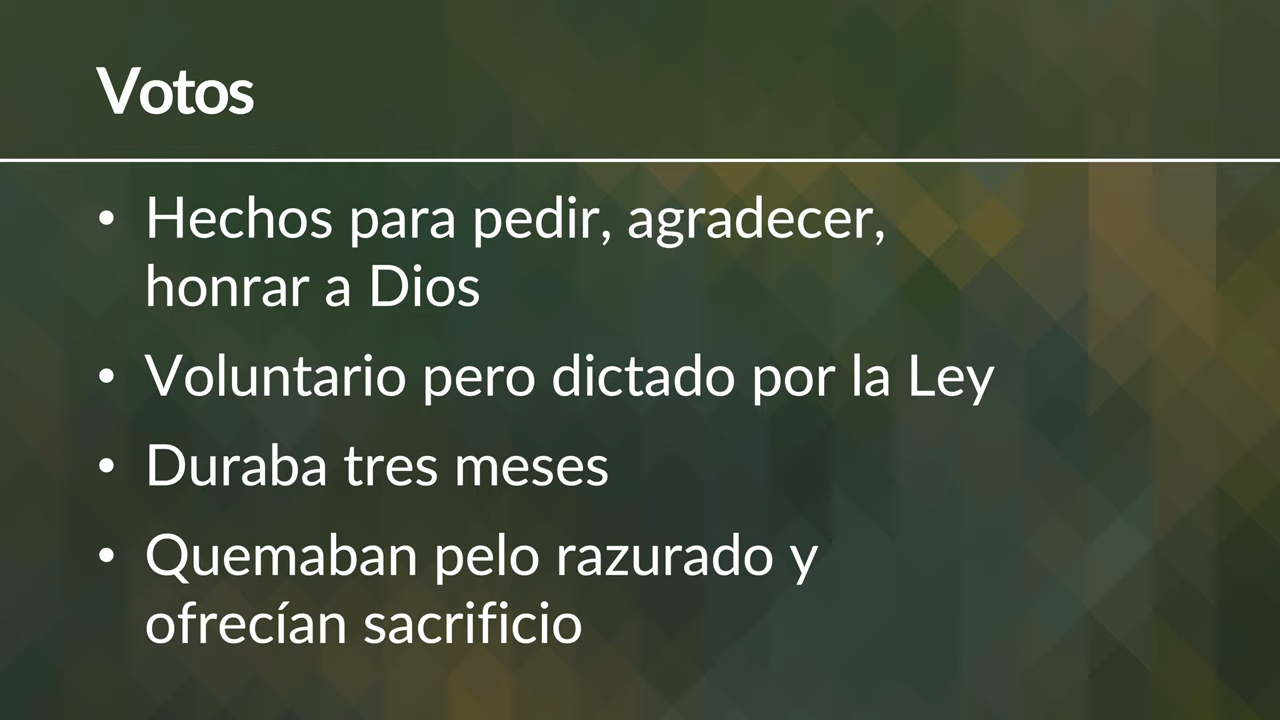 Votos
• Hechos para pedir, agradecer,
honrar a Dios
• Voluntario pero dictado por la Ley
• Duraba tres meses
• Quemaban pelo razurado y
ofrecían sacrificio